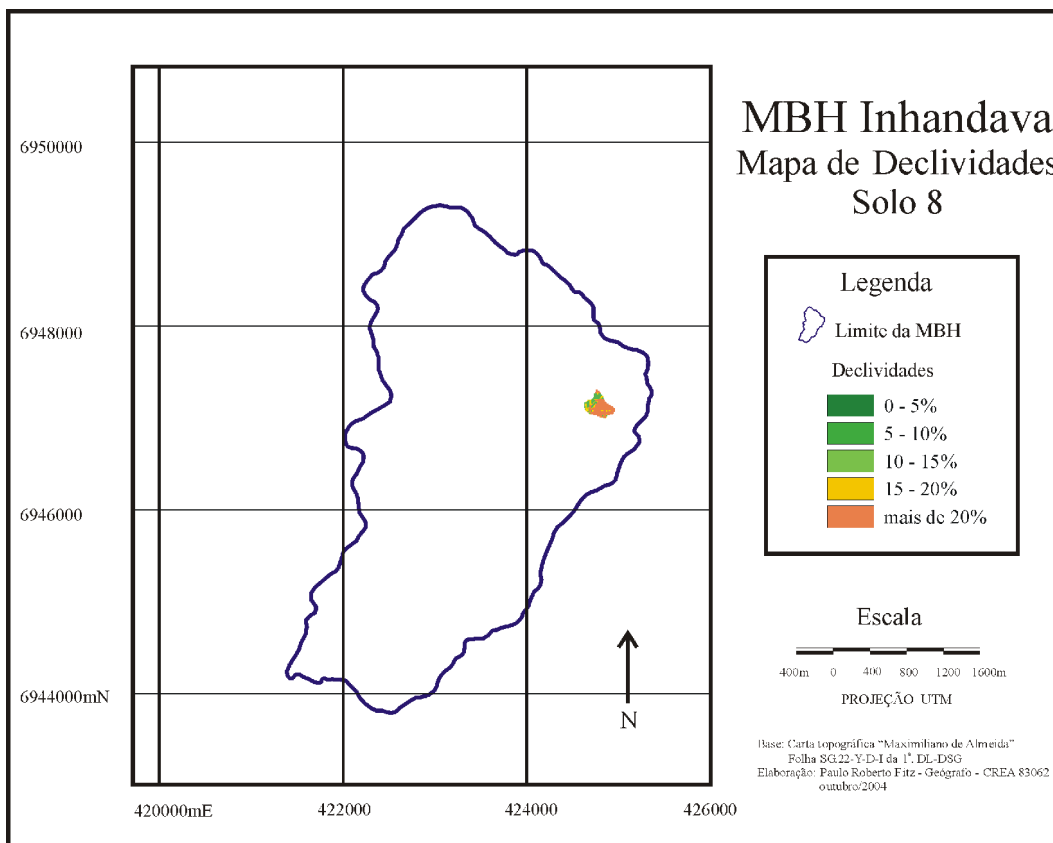 MBH Inhandava
Mapa de Declividades
Solo 8
6950000
6948000
6946000
6944000mN
420000mE
422000
424000
426000
N
Legenda
Limite da MBH
Declividades
0 - 5%
5 - 10%
10 - 15%
15 - 20%
mais de 20%
Escala
400m 0 400 800 1200 1600m
PROJEÇÃO UTM
Base: Carta topográfica “Maximiliano de Almeida”
Folha SG.22-Y-D-I da 1ª. DL-DSG
Elaboração: Paulo Roberto Fitz - Geógrafo - CREA 83062
outubro/2004